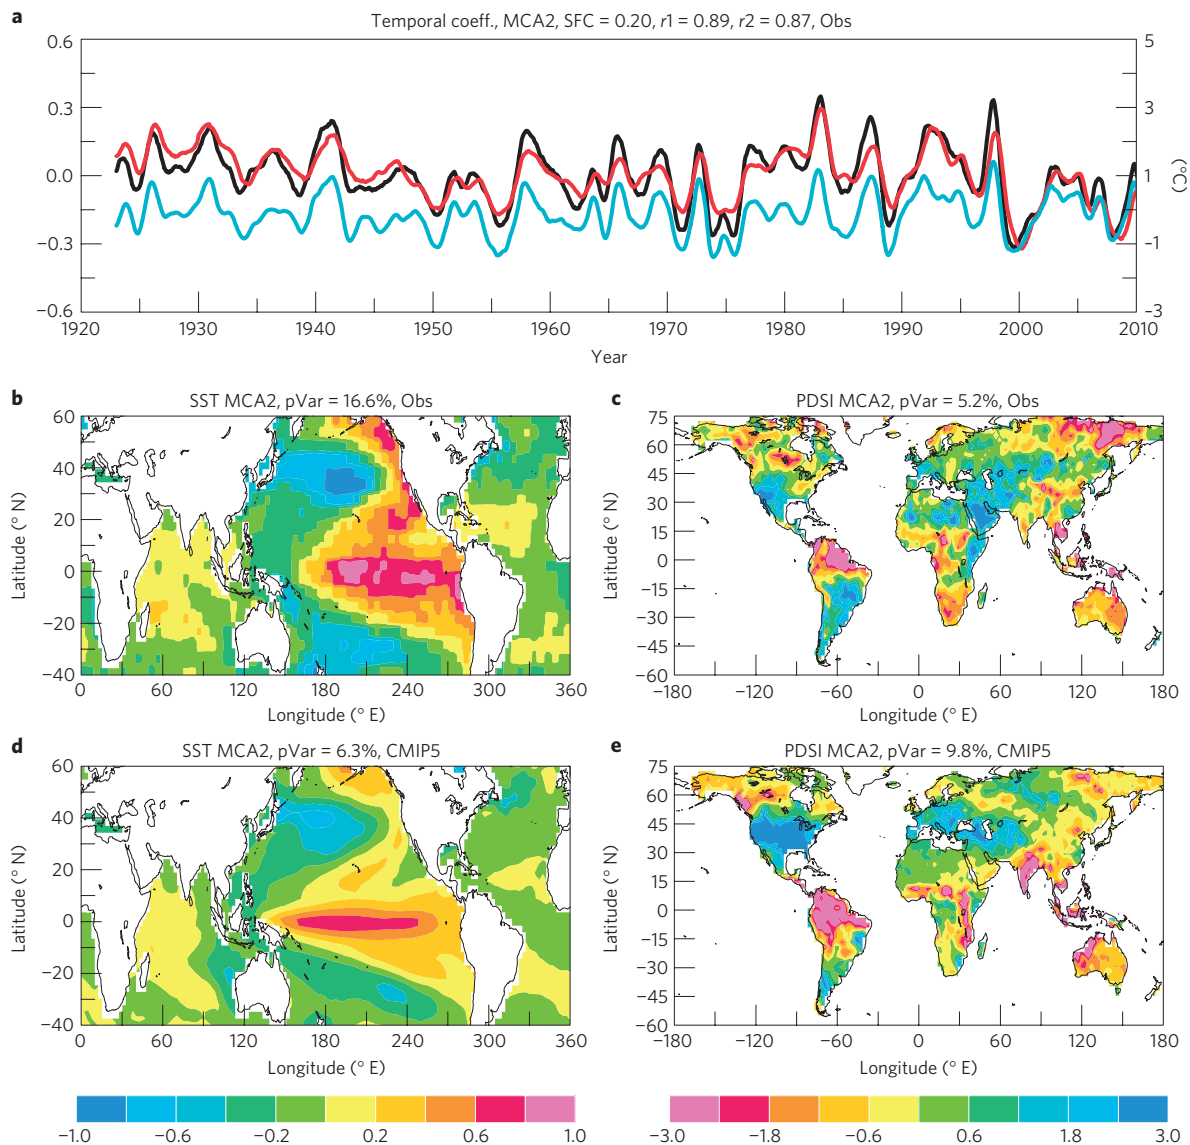 a
Temporal coeff., MCA2, SFC = 0.20, r1 = 0.89, r2 = 0.87, Obs
0.6
0.3
0.0
−0.3
−0.6
5
3
1
−1
−3
(°C)
1920 1930 1940 1950 1960 1970 1980 1990 2000 2010
Year
b
SST MCA2, pVar = 16.6%, Obs
60
40
20
0
−20
−40
Latitude (° N)
0 60 120 180 240 300 360
Longitude (° E)
c
PDSI MCA2, pVar = 5.2%, Obs
75
60
45
30
15
0
−15
−30
−45
−60
Latitude (° N)
−180 −120 −60 0 60 120 180
Longitude (° E)
d
SST MCA2, pVar = 6.3%, CMIP5
60
40
20
0
−20
−40
Latitude (° N)
0 60 120 180 240 300 360
Longitude (° E)
e
PDSI MCA2, pVar = 9.8%, CMIP5
75
60
45
30
15
0
−15
−30
−45
−60
Latitude (° N)
−180 −120 −60 0 60 120 180
Longitude (° E)
−1.0 −0.6 −0.2 0.2 0.6 1.0
−3.0 −1.8 −0.6 0.6 1.8 3.0